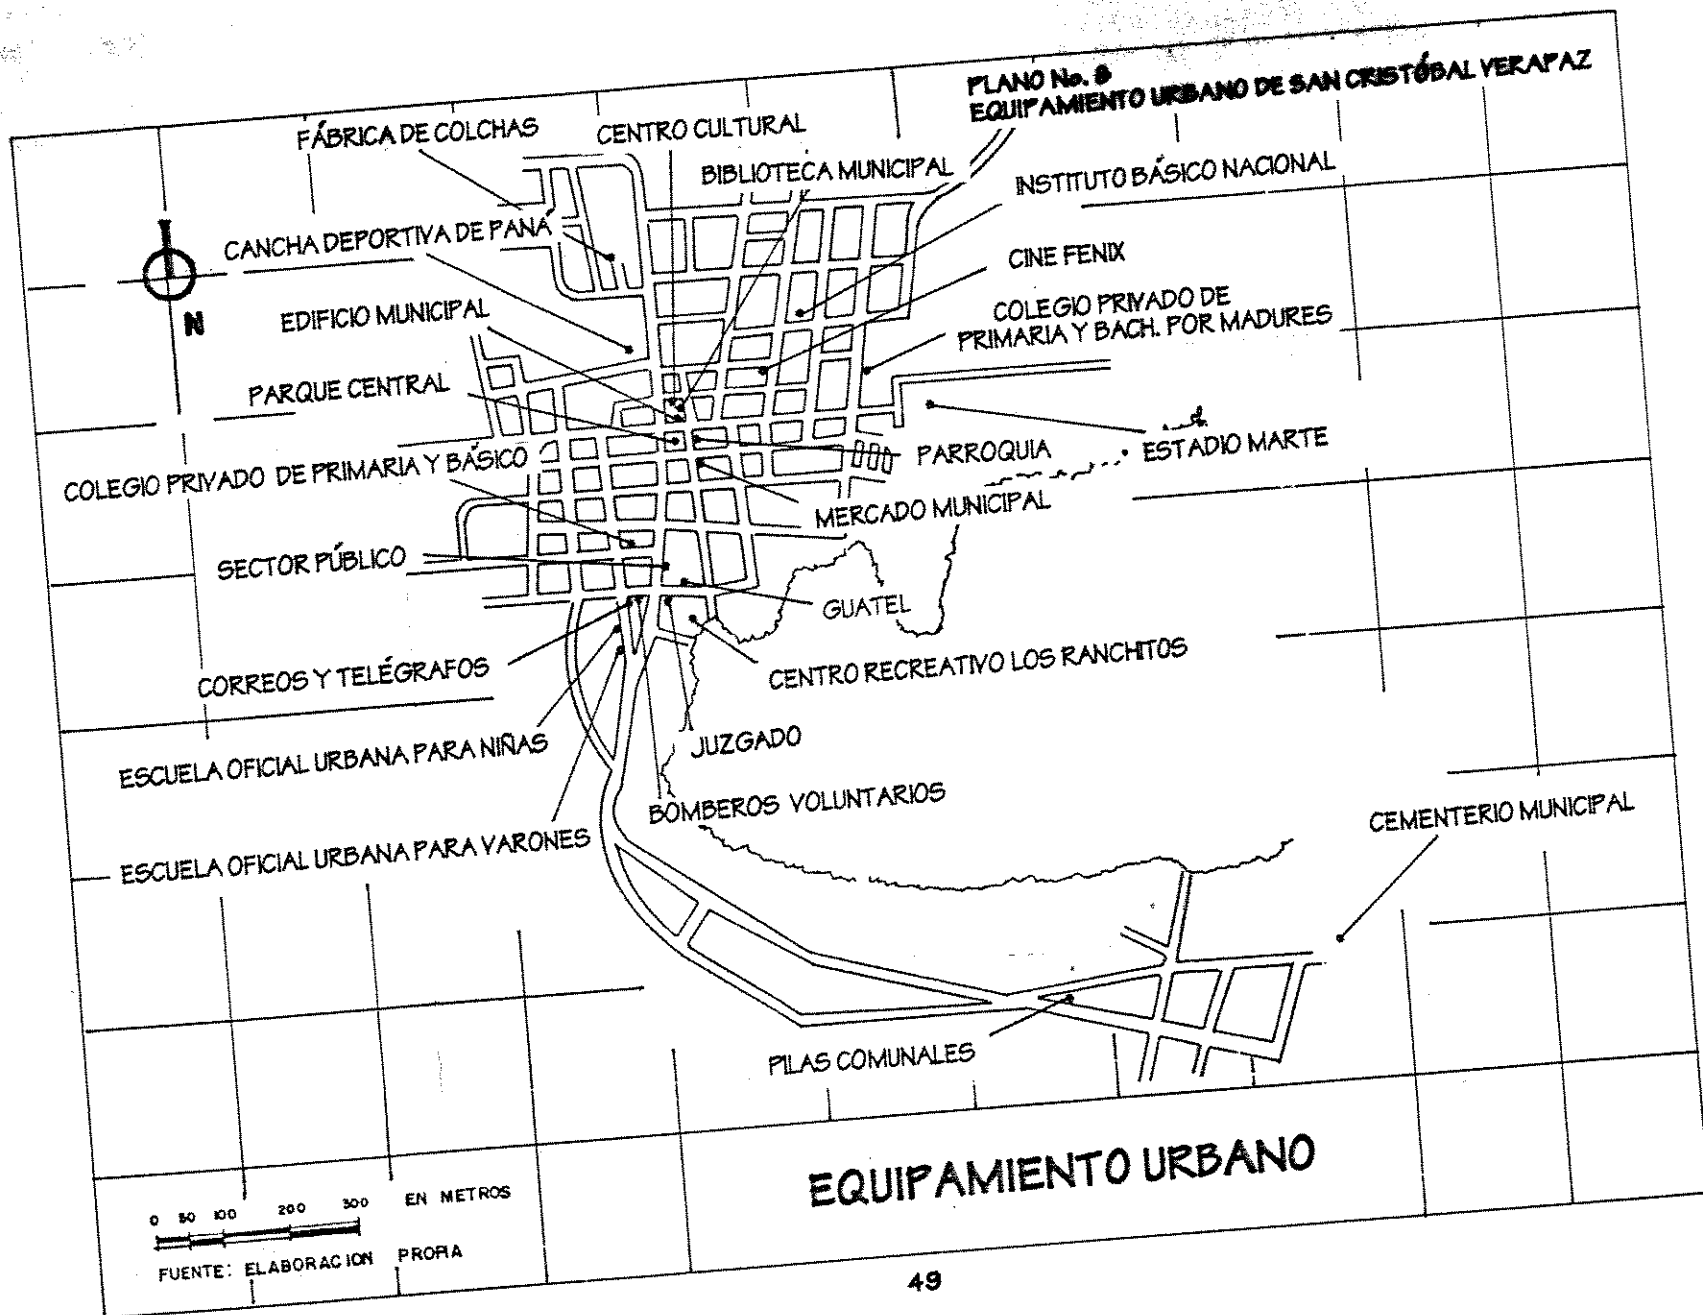 PLANO No. 8
EQUIPAMIENTO URBANO DE SAN CRISTÓBAL VERAPAZ
FÁBRICA DE COLCHAS
CENTRO CULTURAL
BIBLIOTECA MUNICIPAL
INSTITUTO BÁSICO NACIONAL
CANCHA DEPORTIVA DE PANÁ
CINE FENIX
N
EDIFICIO MUNICIPAL
COLEGIO PRIVADO DE
PRIMARIA Y BACH. POR MADURES
PARQUE CENTRAL
PARROQUIA
ESTADIO MARTE
COLEGIO PRIVADO DE PRIMARIA Y BÁSICO
MERCADO MUNICIPAL
SECTOR PÚBLICO
GUATEL
CORREOS Y TELÉGRAFOS
CENTRO RECREATIVO LOS RANCHITOS
ESCUELA OFICIAL URBANA PARA NIÑAS
JUZGADO
BOMBEROS VOLUNTARIOS
CEMENTERIO MUNICIPAL
ESCUELA OFICIAL URBANA PARA VARONES
PILAS COMUNALES
EQUIPAMIENTO URBANO
0 50 100 200 300 EN METROS
FUENTE: ELABORACION PROPIA
49